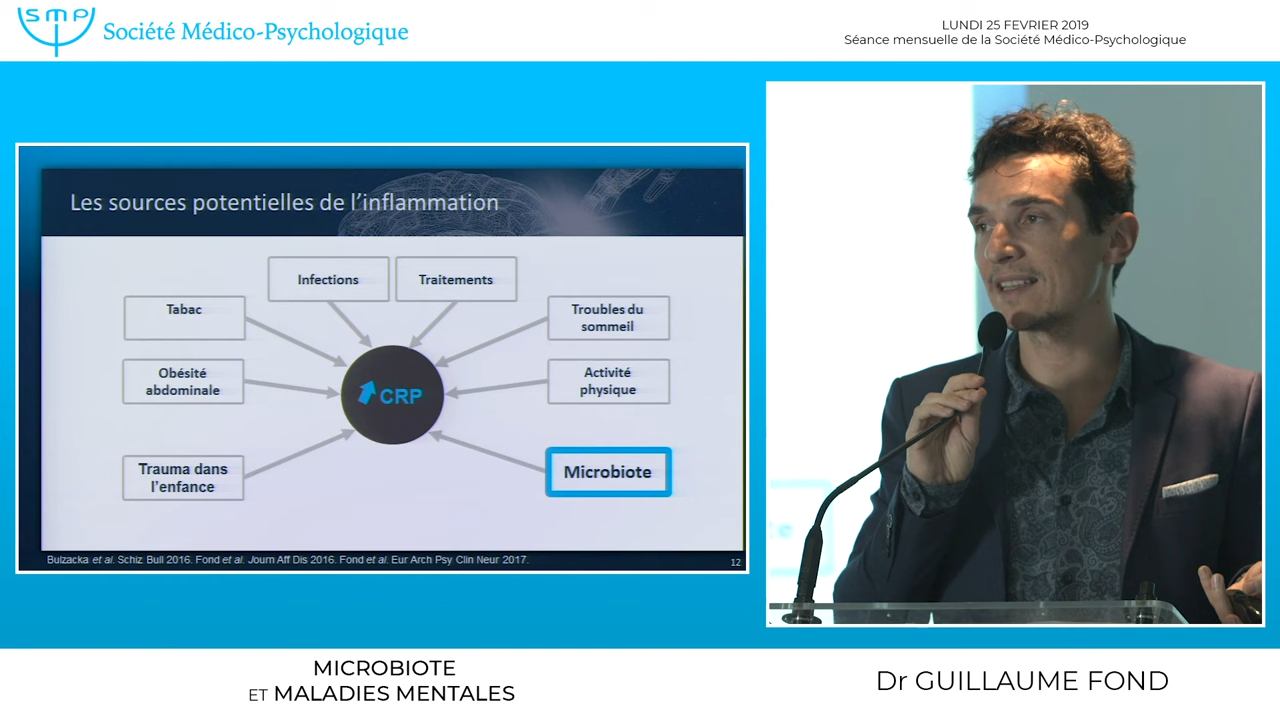 SMP
Société Médico-Psychologique
LUNDI 25 FEVRIER 2019
Séance mensuelle de la Société Médico-Psychologique
Les sources potentielles de l'inflammation
Infections
Traitements
Tabac
Troubles du
sommeil
Obésité
abdominale
CRP
Activité
physique
Trauma dans
l'enfance
Microbiote
Bulzacka et al. Schiz Bull 2016. Fond et al. Journ Aff Dis 2016. Fond et al. Eur Arch Psy Clin Neur 2017.
12
MICROBIOTE
ET MALADIES MENTALES
Dr GUILLAUME FOND